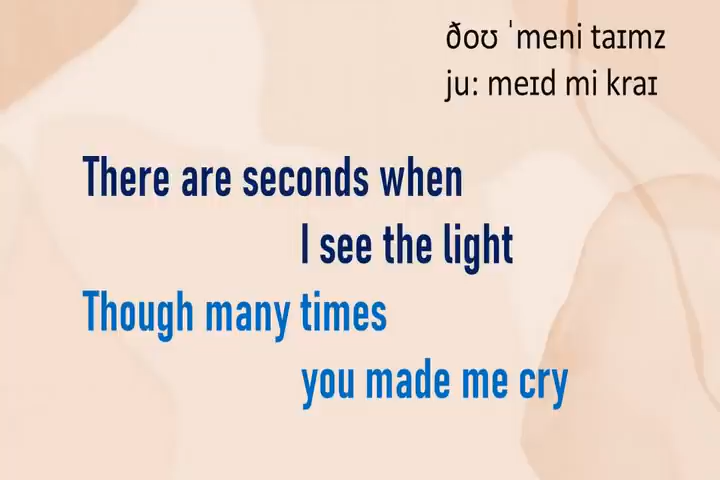 ðoʊ ˈmeni taɪmz
ju: meɪd mi kraɪ
There are seconds when
I see the light
Though many times
you made me cry